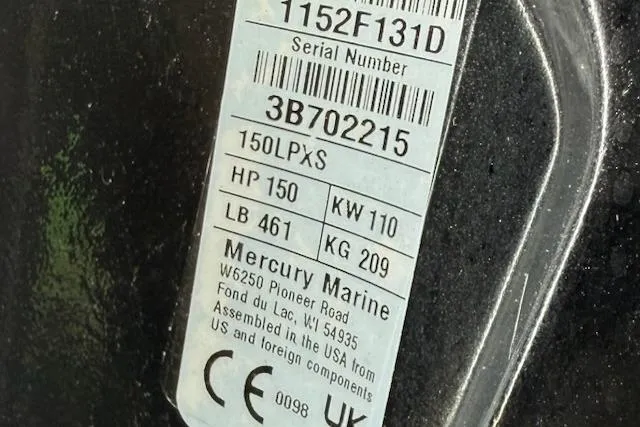 1152F131D
Serial Number
3B702215
150LPXS
HP 150
KW 110
LB 461
KG 209
Mercury Marine
W6250 Pioneer Road
Fond du Lac, WI 54935
Assembled in the USA from
US and foreign components
CE 0098 UK